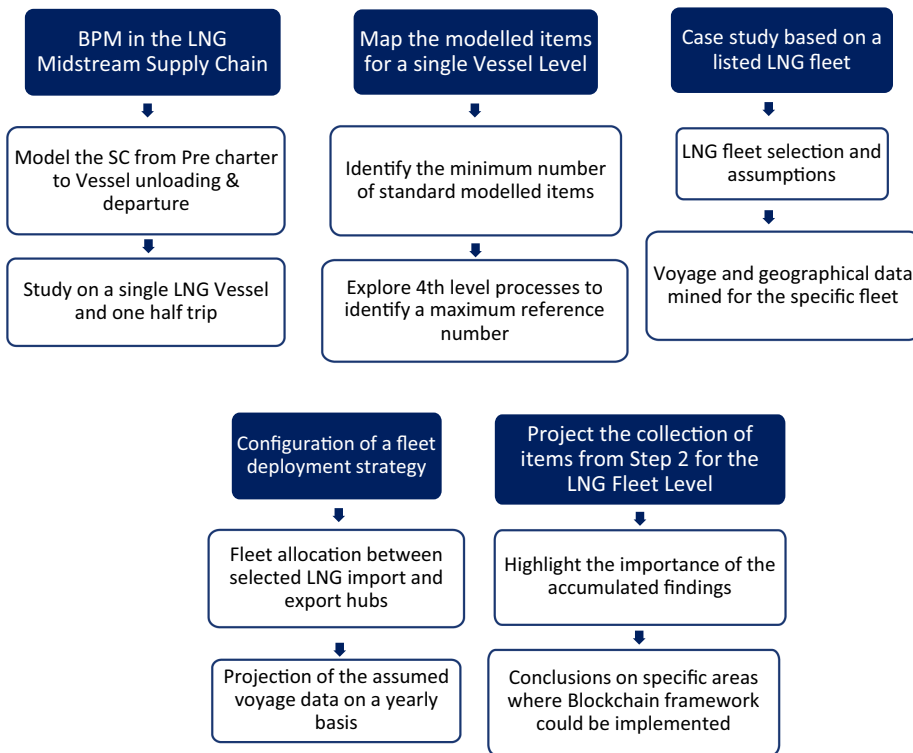 BPM in the LNG
Midstream Supply Chain
Model the SC from Pre charter
to Vessel unloading &
departure
Study on a single LNG Vessel
and one half trip
Map the modelled items
for a single Vessel Level
Identify the minimum number
of standard modelled items
Explore 4th level processes to
identify a maximum reference
number
Case study based on a
listed LNG fleet
LNG fleet selection and
assumptions
Voyage and geographical data
mined for the specific fleet
Configuration of a fleet
deployment strategy
Fleet allocation between
selected LNG import and
export hubs
Projection of the assumed
voyage data on a yearly
basis
Project the collection of
items from Step 2 for the
LNG Fleet Level
Highlight the importance of the
accumulated findings
Conclusions on specific areas
where Blockchain framework
could be implemented